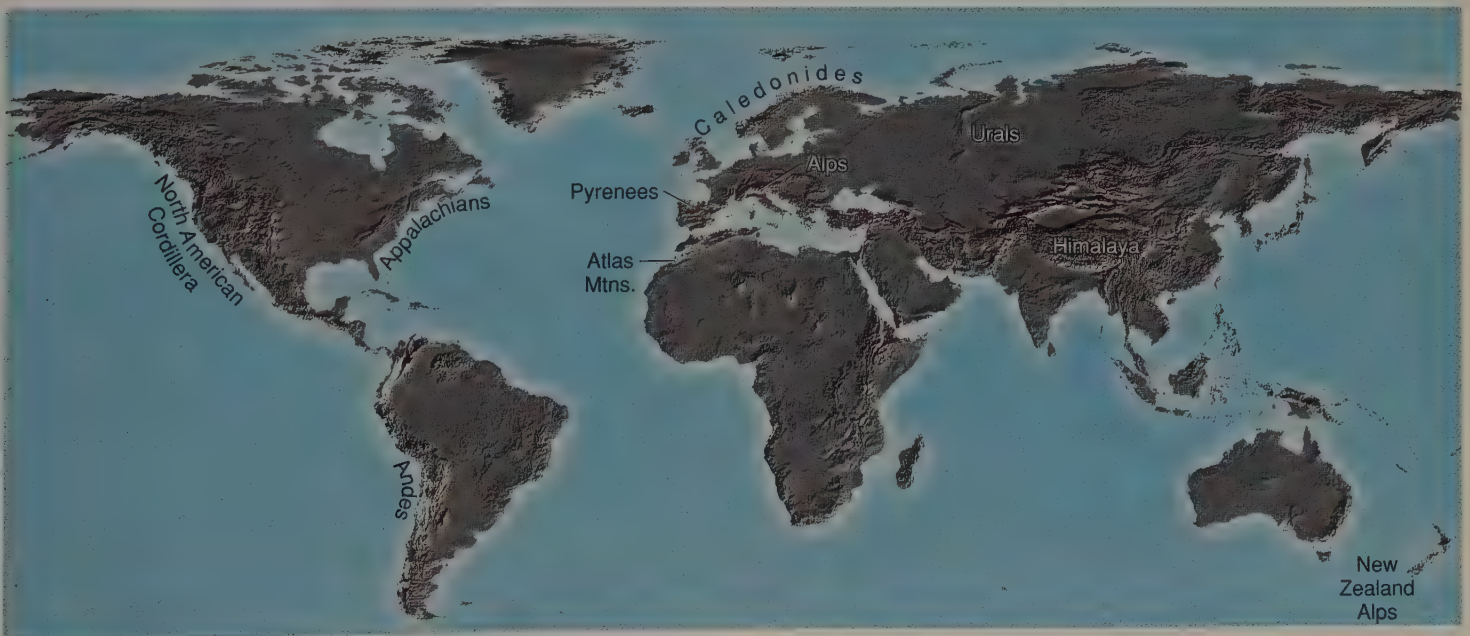 Caledonides
Urals
Alps
Pyrenees
North American
Cordillera
Appalachians
Himalaya
Atlas
Mtns.
Andes
New
Zealand
Alps